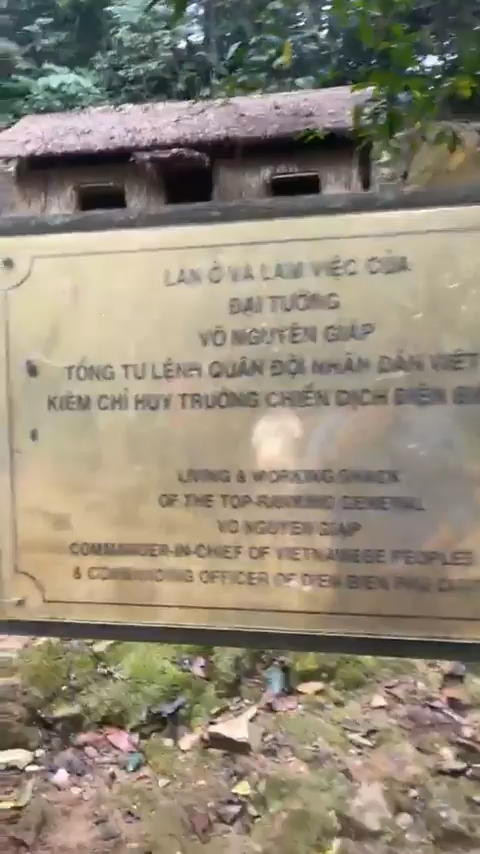 LÁN Ở VÀ LÀM VIỆC CỦA
ĐẠI TƯỚNG
VÕ NGUYÊN GIÁP
TỔNG TƯ LỆNH QUÂN ĐỘI NHÂN DÂN VIỆT
KIÊM CHỈ HUY TRƯỞNG CHIẾN DỊCH ĐIỆN BI
LIVING & WORKING SHACK
OF THE TOP-RANKING GENERAL
VO NGUYEN GIAP
COMMANDER-IN-CHIEF OF VIETNAMESE PEOPLES
& COMMANDING OFFICER OF DIEN BIEN PHU